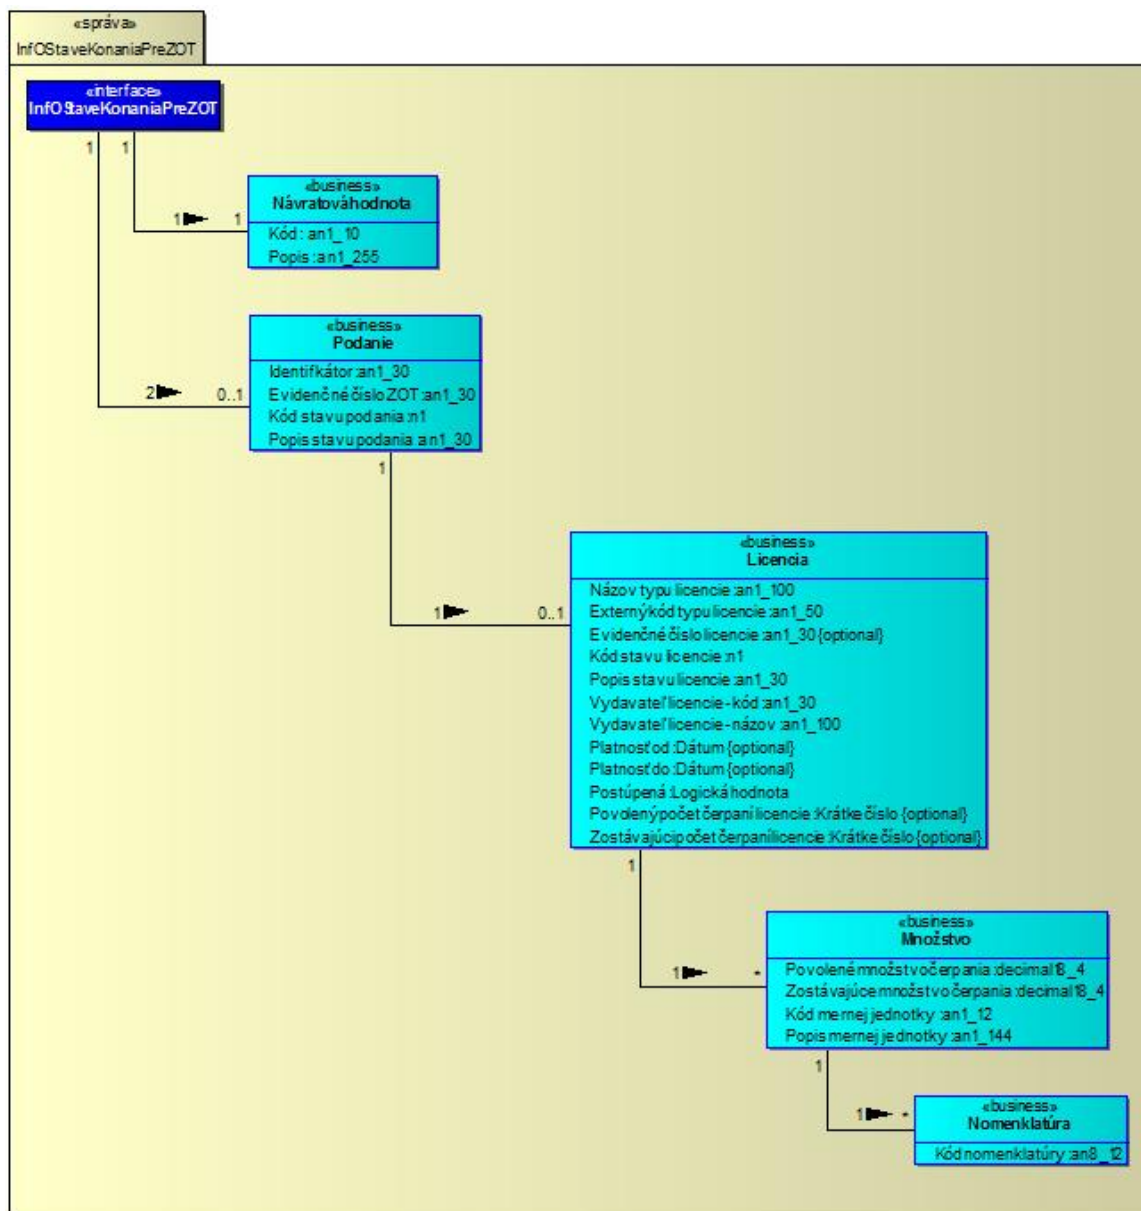 «správa»
InfOStaveKonaniaPreZOT
«interface»
InfOStaveKonaniaPreZOT
1
1
«business»
Návratová hodnota
1
1
Kód : an1_10
Popis : an1_255
«business»
Podanie
Identifkátor :an1_30
2
0..1
Evidenčné číslo ZOT :an1_30
Kód stavu podania :n1
Popis stavu podania :an1_30
1
«business»
Licencia
Názov typu licencie :an1_100
1
0..1
Externý kód typu licencie :an1_50
Evidenčné číslo licencie :an1_30 {optional}
Kód stavu licencie :n1
Popis stavu licencie :an1_30
Vydavateľ licencie - kód :an1_30
Vydavateľ licencie - názov :an1_100
Platnosť od :Dátum {optional}
Platnosť do :Dátum {optional}
Postúpená :Logická hodnota
Povolený počet čerpaní licencie :Krátke číslo {optional}
Zostávajúci počet čerpaní licencie :Krátke číslo {optional}
1
«business»
Množstvo
1
*
Povolené množstvo čerpania :decimal18_4
Zostávajúce množstvo čerpania :decimal18_4
Kód mernej jednotky :an1_12
Popis mernej jednotky :an1_144
1
1
*
«business»
Nomenklatúra
Kód nomenklatúry :an8_12